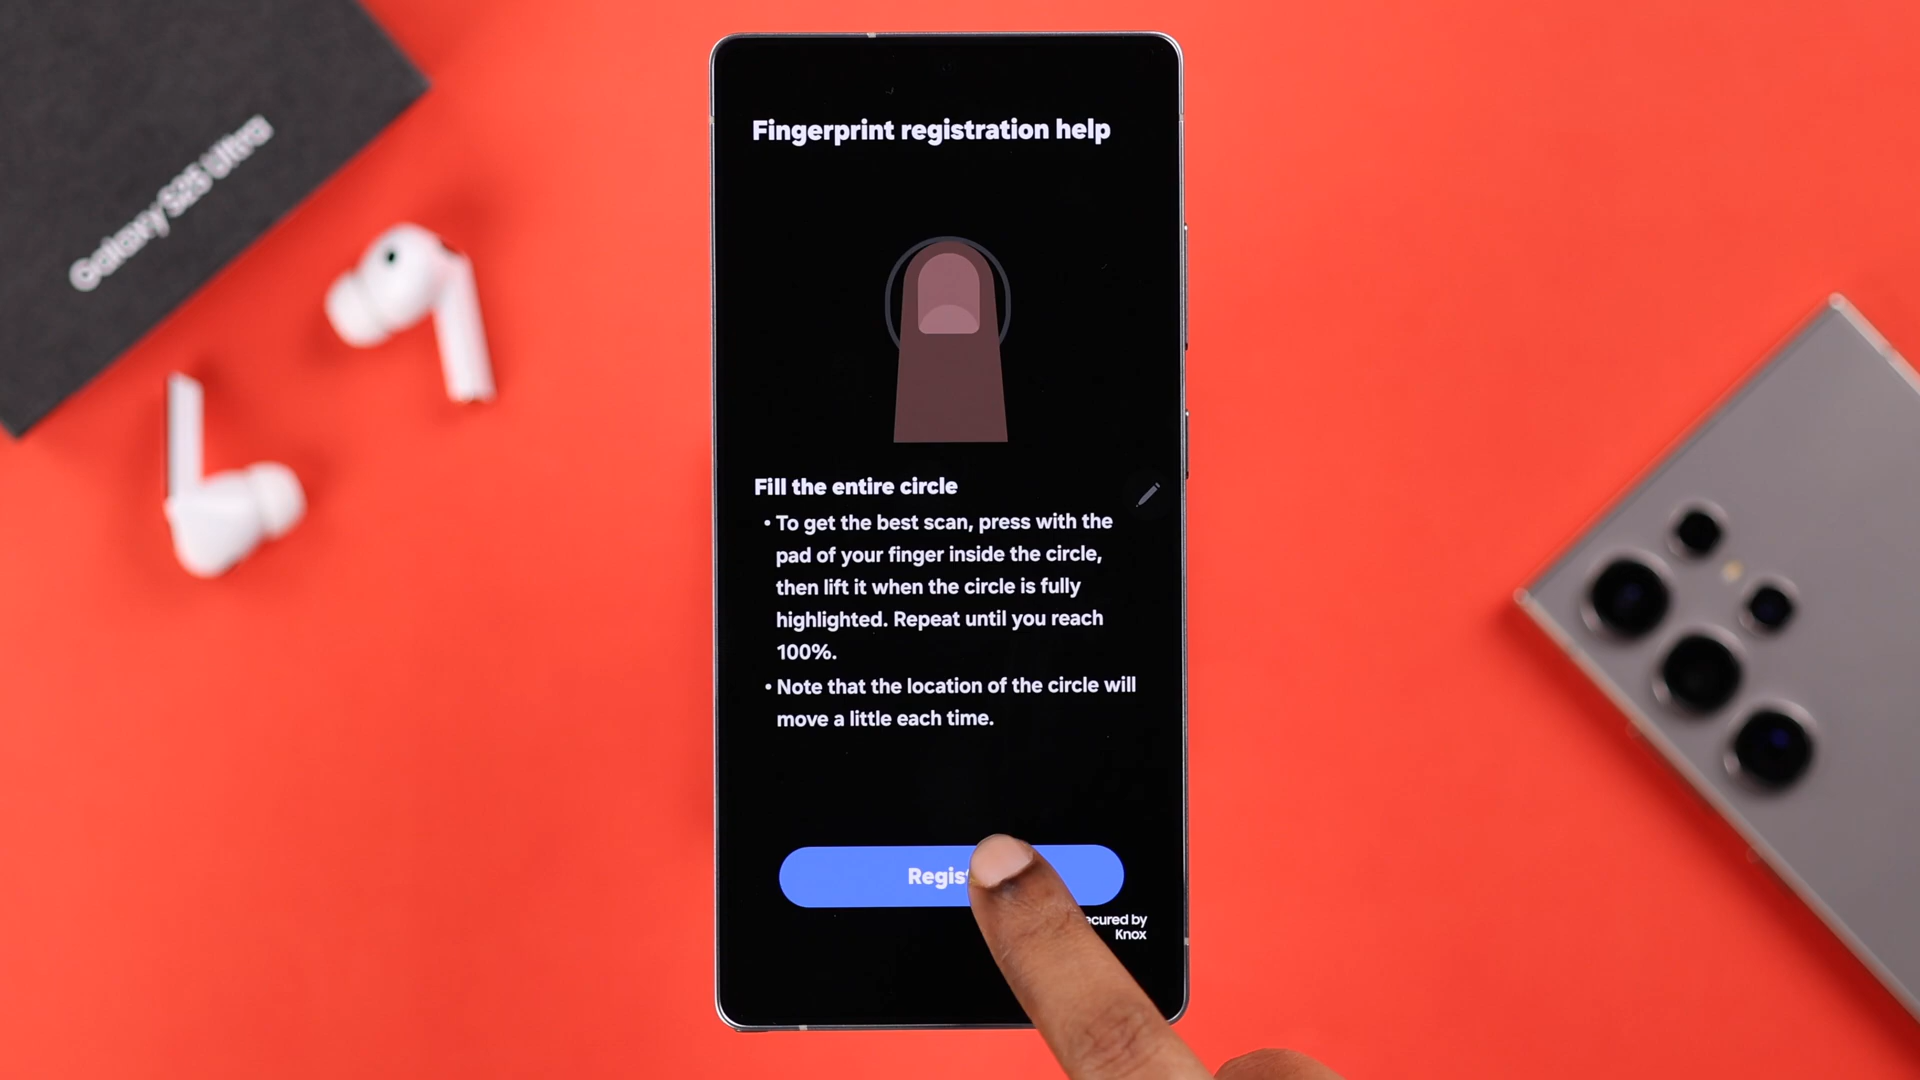 Galaxy S25 Ultra
Fingerprint registration help
Fill the entire circle
• To get the best scan, press with the
pad of your finger inside the circle,
then lift it when the circle is fully
highlighted. Repeat until you reach
100%.
• Note that the location of the circle will
move a little each time.
Regist
ecured by
Knox